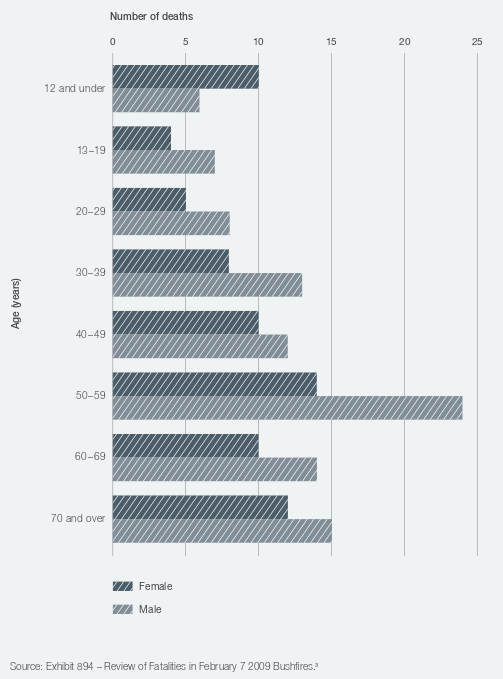 Number of deaths
0 5 10 15 20 25
12 and under
13–19
20–29
30–39
40–49
50–59
60–69
70 and over
Age (years)
Female
Male
Source: Exhibit 894 – Review of Fatalities in February 7 2009 Bushfires.³